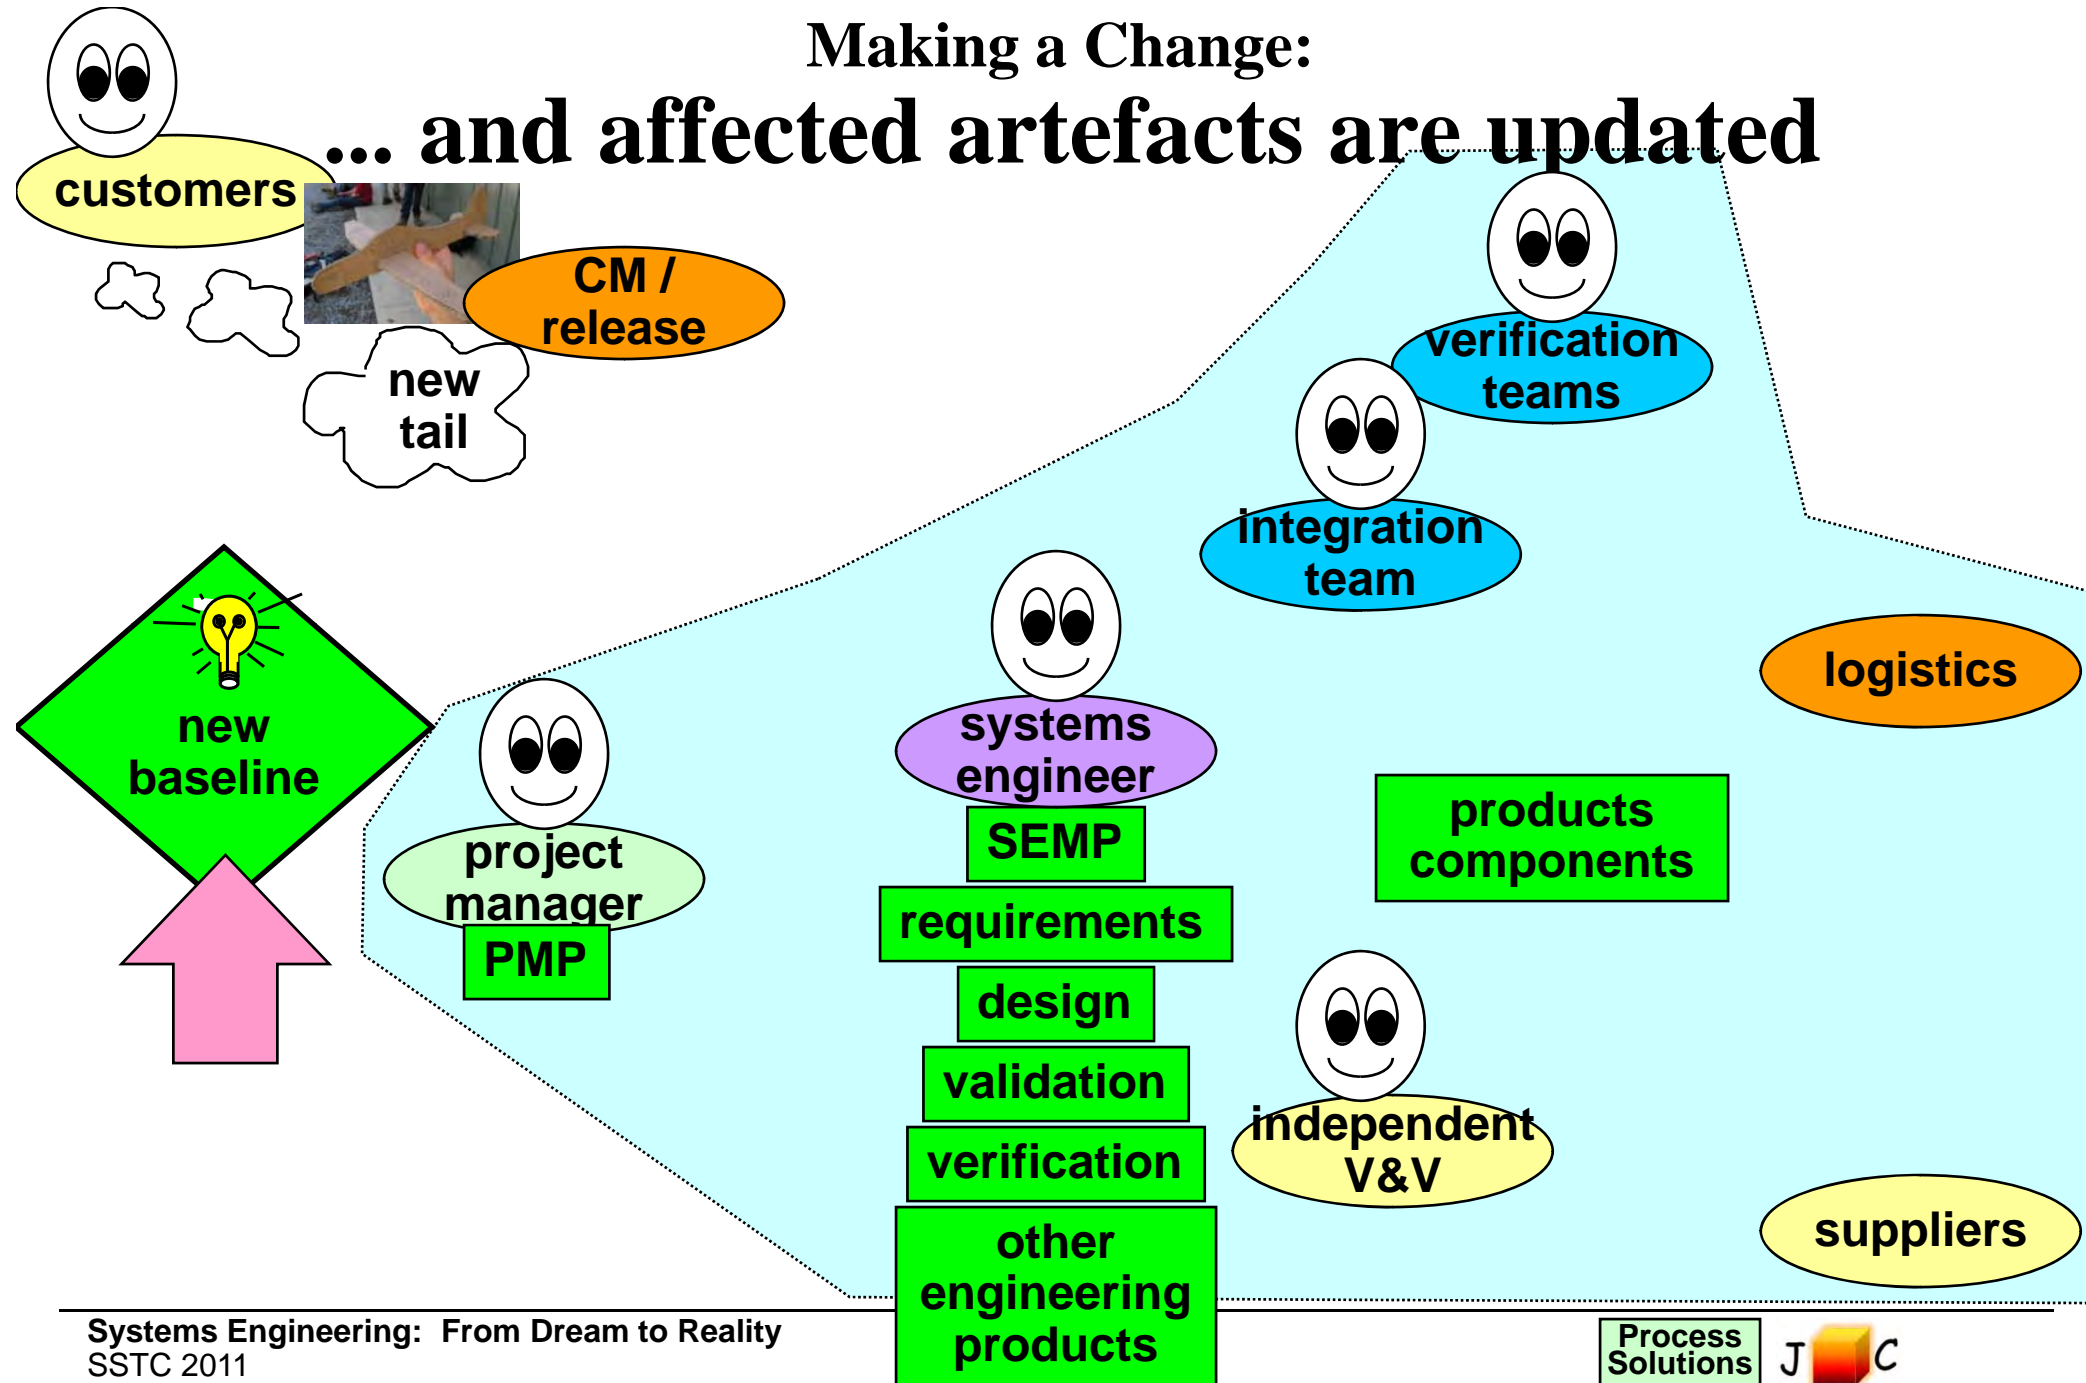 Making a Change:
... and affected artefacts are updated
customers
CM /
release
new
tail
verification
teams
integration
team
logistics
new
baseline
systems
engineer
project
manager
PMP
SEMP
requirements
design
validation
verification
other
engineering
products
products
components
independent
V&V
suppliers
Systems Engineering: From Dream to Reality
SSTC 2011
Process
Solutions
J C